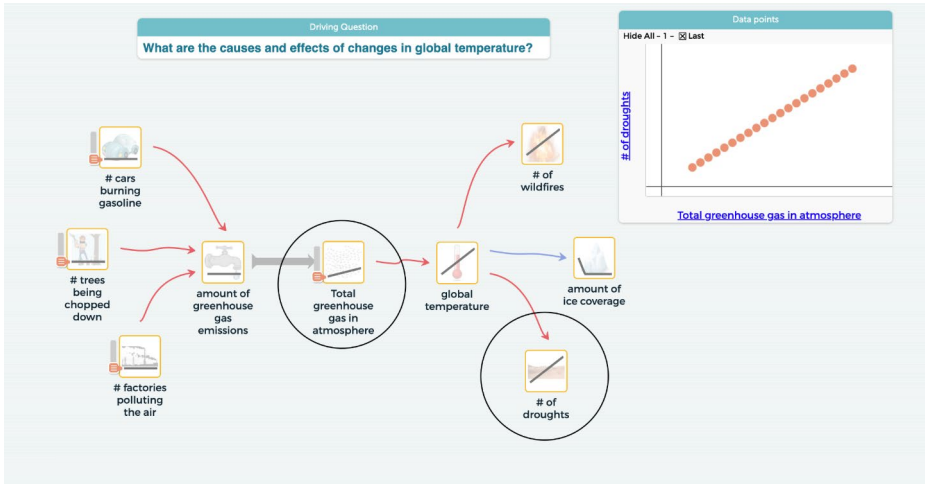 Driving Question
What are the causes and effects of changes in global temperature?
Data points
Hide All - 1 - ☒ Last
# of droughts
Total greenhouse gas in atmosphere
# cars
burning
gasoline
# trees
being
chopped
down
# factories
polluting
the air
amount of
greenhouse
gas
emissions
Total
greenhouse
gas in
atmosphere
global
temperature
# of
wildfires
amount of
ice coverage
# of
droughts